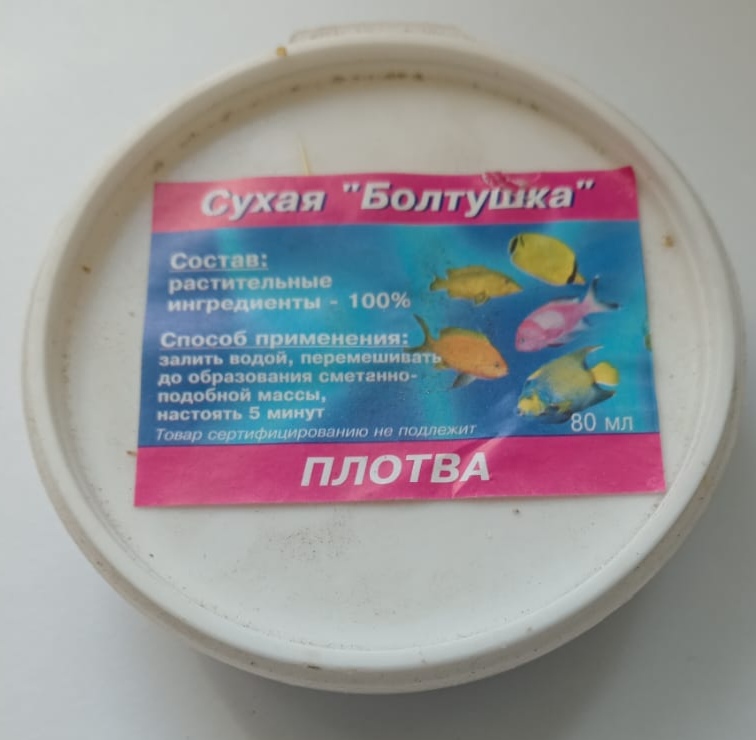 Сухая "Болтушка"
Состав:
растительные
ингредиенты - 100%
Способ применения:
залить водой, перемешивать
до образования сметанно-
подобной массы,
настоять 5 минут
80 мл
Товар сертифицированию не подлежит
ПЛОТВА